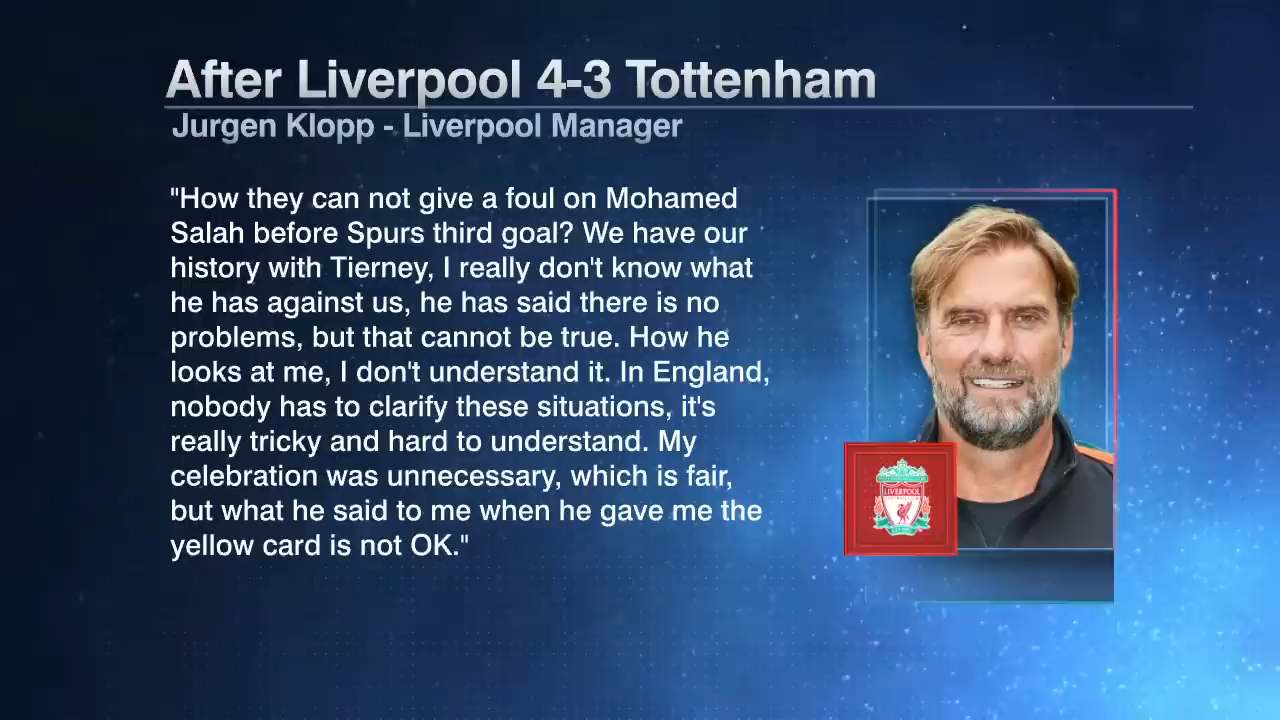 After Liverpool 4-3 Tottenham
Jurgen Klopp - Liverpool Manager
"How they can not give a foul on Mohamed
Salah before Spurs third goal? We have our
history with Tierney, I really don't know what
he has against us, he has said there is no
problems, but that cannot be true. How he
looks at me, I don't understand it. In England,
nobody has to clarify these situations, it's
really tricky and hard to understand. My
celebration was unnecessary, which is fair,
but what he said to me when he gave me the
yellow card is not OK."
LIVERPOOL